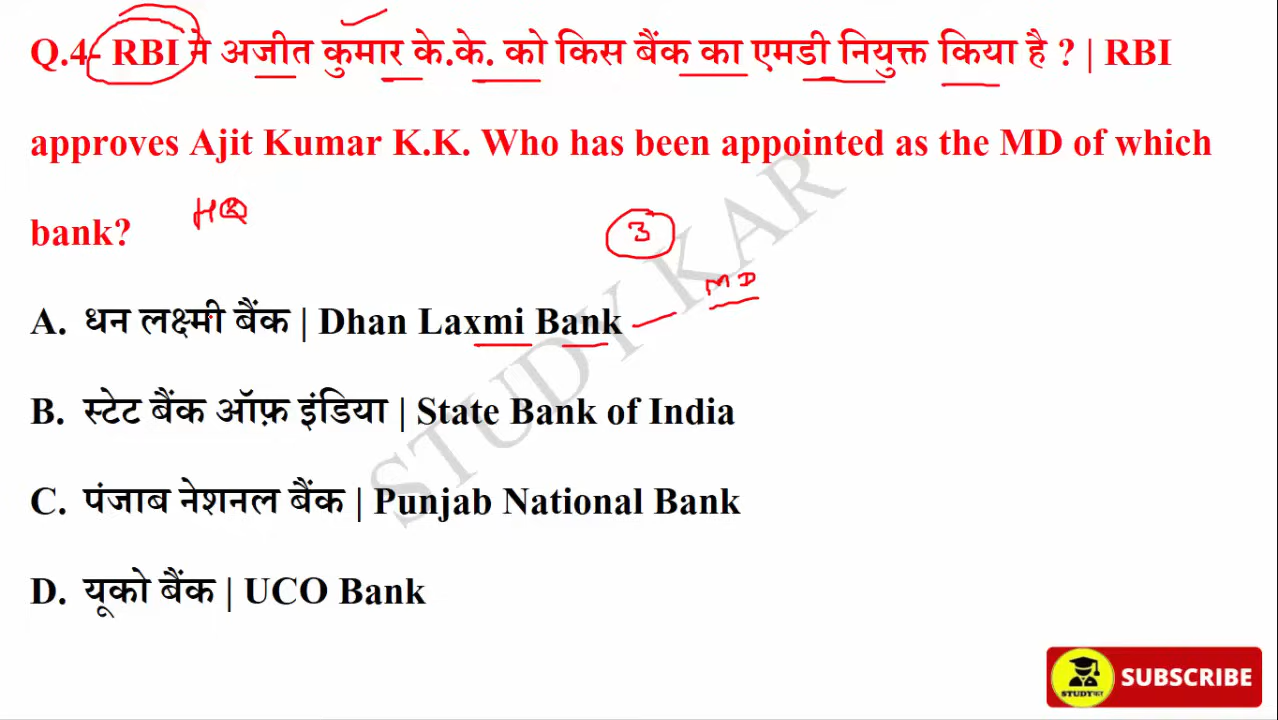 Q.4- RBI ने अजीत कुमार के.के. को किस बैंक का एमडी नियुक्त किया है ? | RBI
approves Ajit Kumar K.K. Who has been appointed as the MD of which
bank?
HQ
3
MD
A. धन लक्ष्मी बैंक | Dhan Laxmi Bank
B. स्टेट बैंक ऑफ़ इंडिया | State Bank of India
C. पंजाब नेशनल बैंक | Punjab National Bank
D. यूको बैंक | UCO Bank
STUDY KAR
STUDYकर
SUBSCRIBE